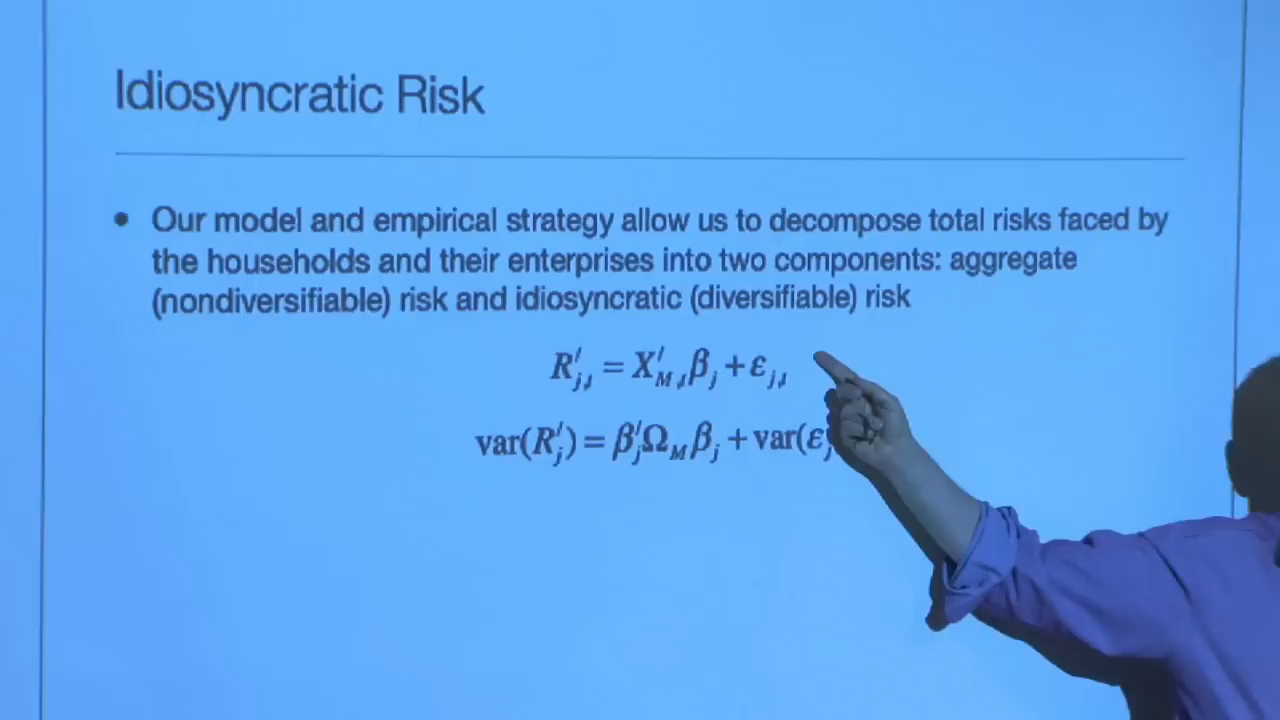 Idiosyncratic Risk
• Our model and empirical strategy allow us to decompose total risks faced by
the households and their enterprises into two components: aggregate
(nondiversifiable) risk and idiosyncratic (diversifiable) risk
R′j,t = X′M,tβj + εj,t
var(R′j) = β′jΩMβj + var(εj